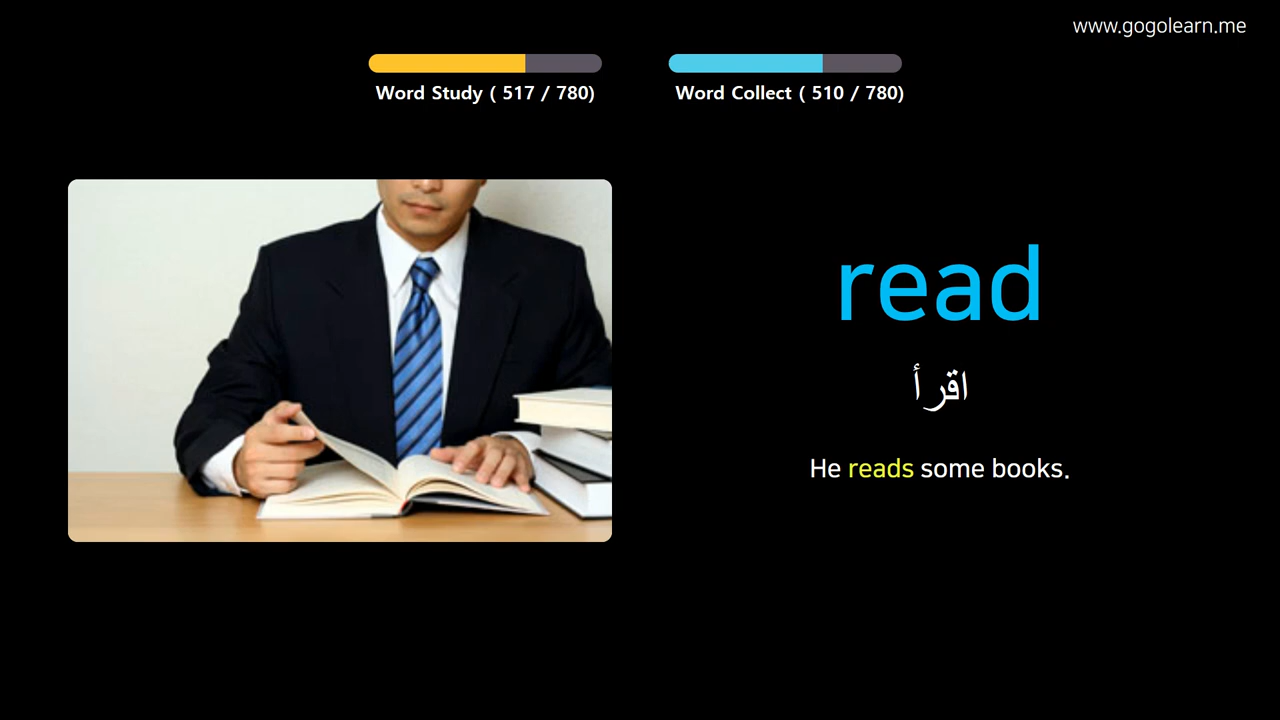 www.gogolearn.me
Word Study ( 517 / 780)
Word Collect ( 510 / 780)
read
اقرأ
He reads some books.